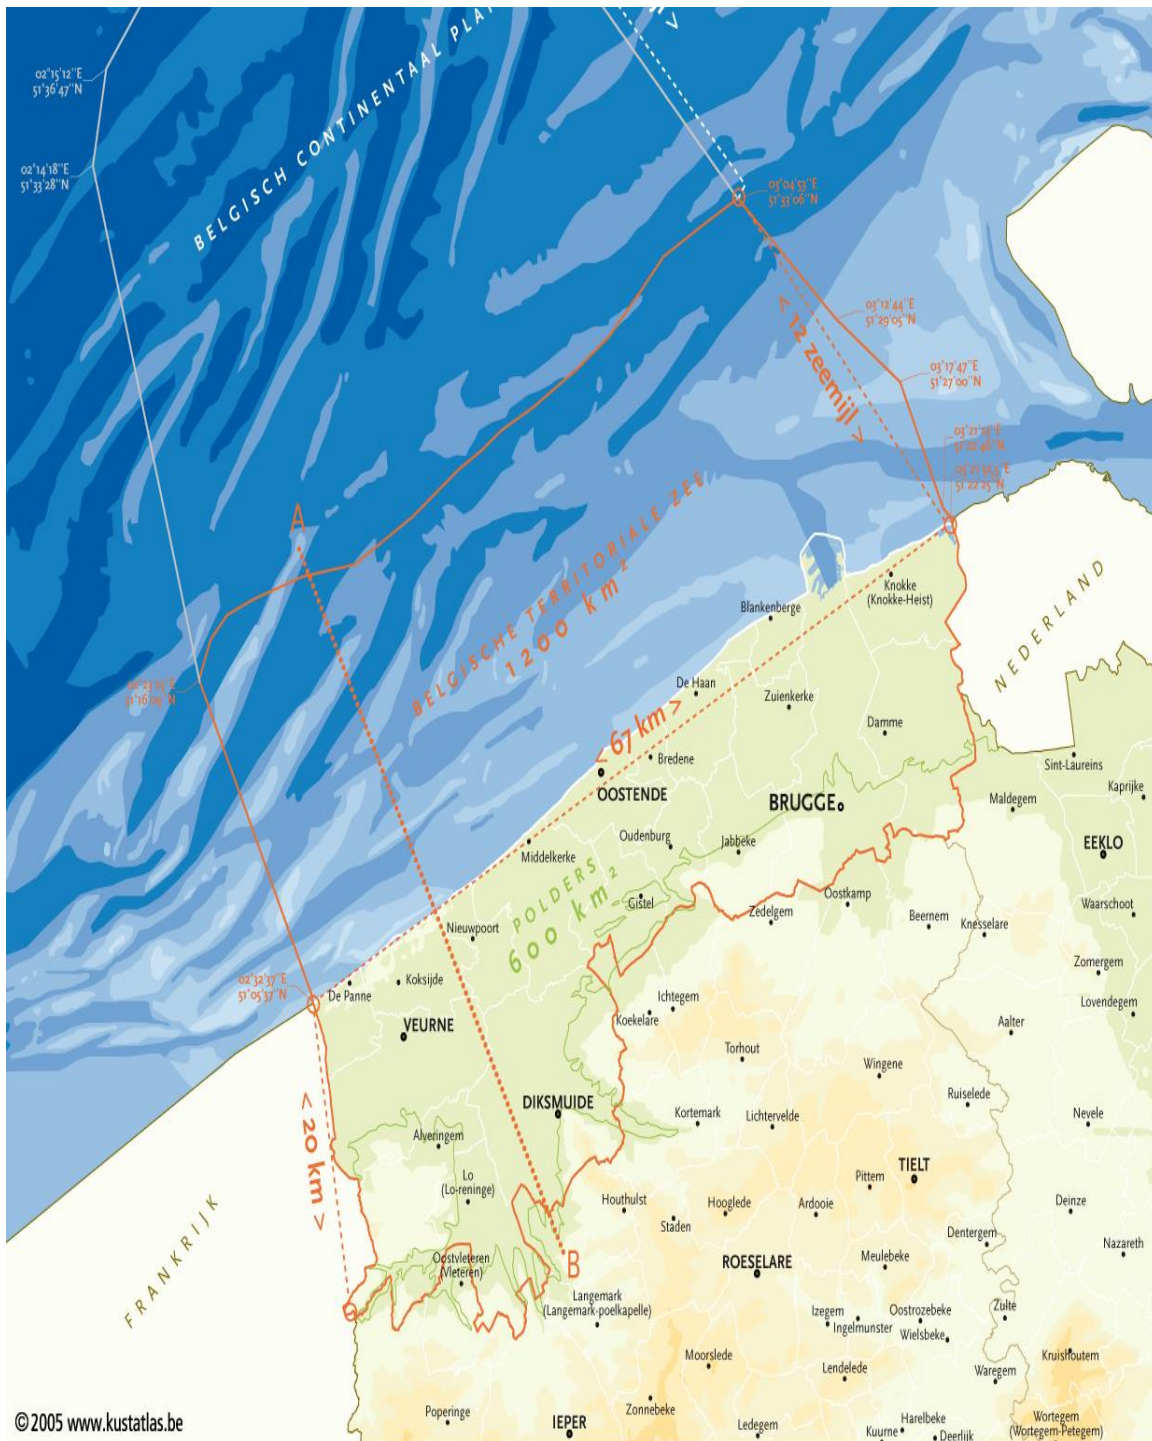 BELGISCH CONTINENTAAL PLAT
02°15'12''E
51°36'47''N
02°14'18''E
51°33'28''N
03°04'53''E
51°33'06''N
03°12'44''E
51°29'05''N
< 12 zeemijl >
03°17'47''E
51°27'00''N
51°22'46''N
51°22'25''N
A
BELGISCHE TERRITORIALE ZEE
1200 km²
Knokke
(Knokke-Heist)
Blankenberge
NEDERLAND
De Haan
Zuienkerke
Damme
< 67 km >
Bredene
OOSTENDE
BRUGGE
Sint-Laureins
Kaprijke
Maldegem
EEKLO
Oudenburg
Jabbeke
Middelkerke
POLDERS
600 km²
Gistel
Zedelgem
Oostkamp
Beernem
Knesselare
Waarschoot
Nieuwpoort
Zomergem
02°32'37''E
51°05'37''N
De Panne
Koksijde
Ichtegem
Koekelare
Lovendegem
Aalter
VEURNE
Torhout
Wingene
< 20 km >
DIKSMUIDE
Kortemark
Lichtervelde
Ruiselede
Nevele
Alveringem
Lo
(Lo-reninge)
Pittem
TIELT
Houthulst
Staden
Hooglede
Ardooie
Deinze
FRANKRIJK
Oostvleteren
(Vleteren)
B
ROESELARE
Meulebeke
Dentergem
Nazareth
Langemark
(Langemark-poelkapelle)
Izegem
Ingelmunster
Oostrozebeke
Wielsbeke
Zulte
Moorslede
Lendelede
Waregem
Kruishoutem
©2005 www.kustatlas.be
Poperinge
IEPER
Zonnebeke
Ledegem
Kuurne
Harelbeke
Deerlijk
Wortegem
(Wortegem-Petegem)